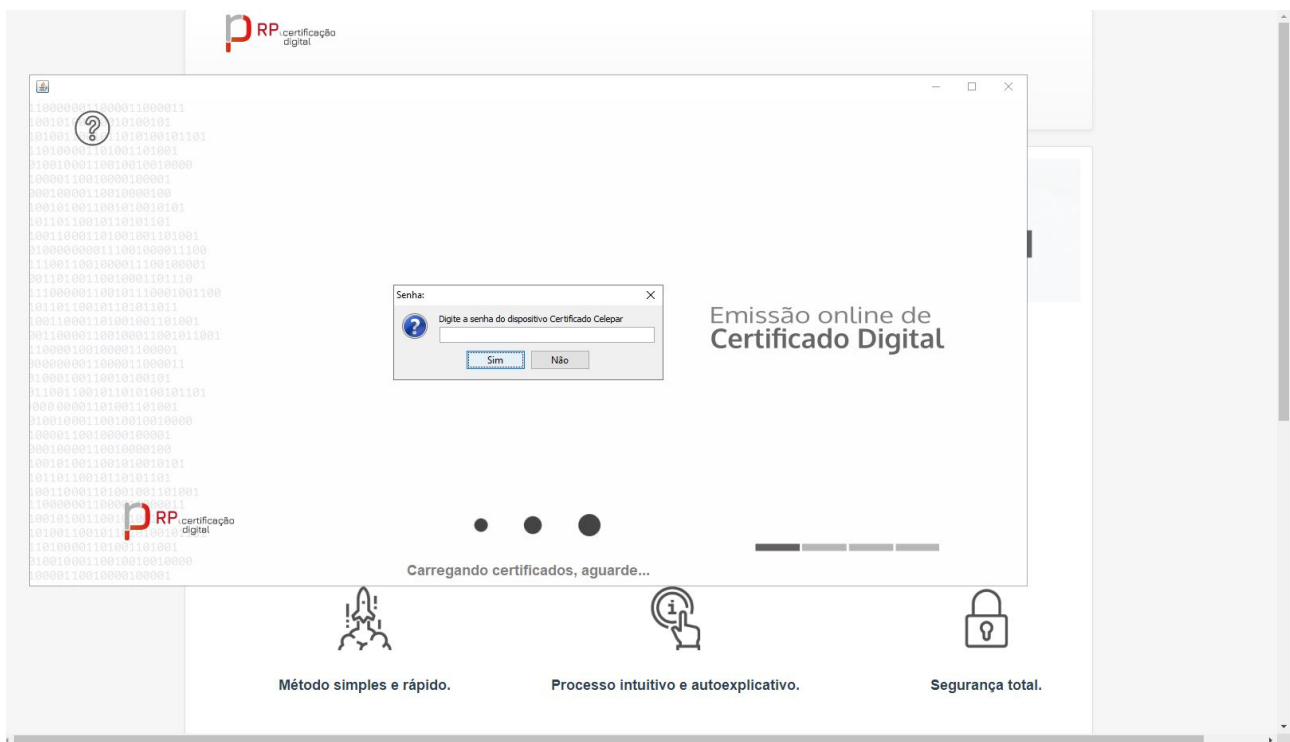 RP certificação
digital
Senha:
Digite a senha do dispositivo Certificado Celepar
Sim Não
Emissão online de
Certificado Digital
RP certificação
digital
Carregando certificados, aguarde...
Método simples e rápido. Processo intuitivo e autoexplicativo. Segurança total.